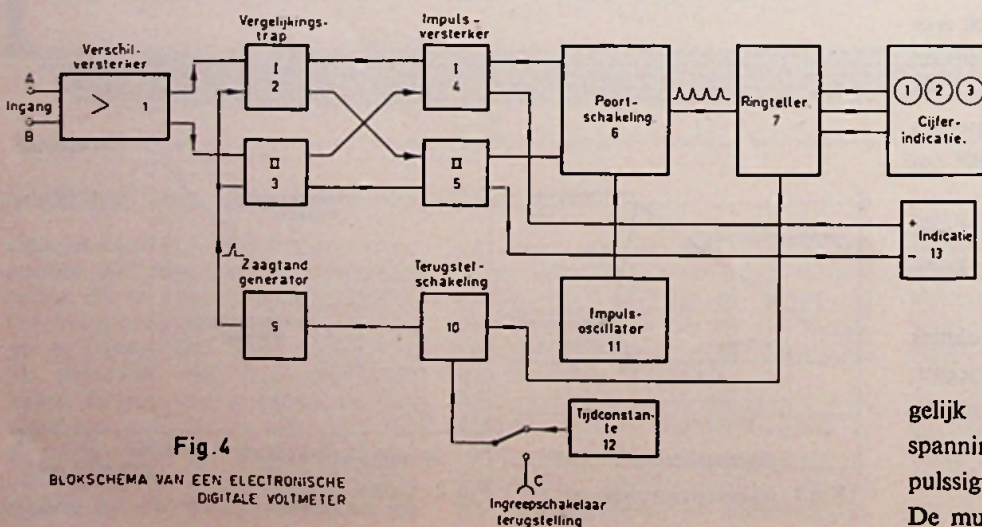 Verschil-
versterker
A
Ingang
B
>
1
Vergelijkings-
trap
I
2
II
3
Impuls-
versterker
I
4
II
5
Poort-
schakeling
6
Ringteller
7
1 2 3
Cijfer-
indicatie.
+
−
Indicatie
13
Zaagtand
generator
9
Terugstel-
schakeling
10
Impuls-
oscillator
11
Tijdconstan-
te
12
C
Ingreepschakelaar
terugstelling
Fig.4
BLOKSCHEMA VAN EEN ELECTRONISCHE
DIGITALE VOLTMETER
gelijk
spannin
pulssig
De mu